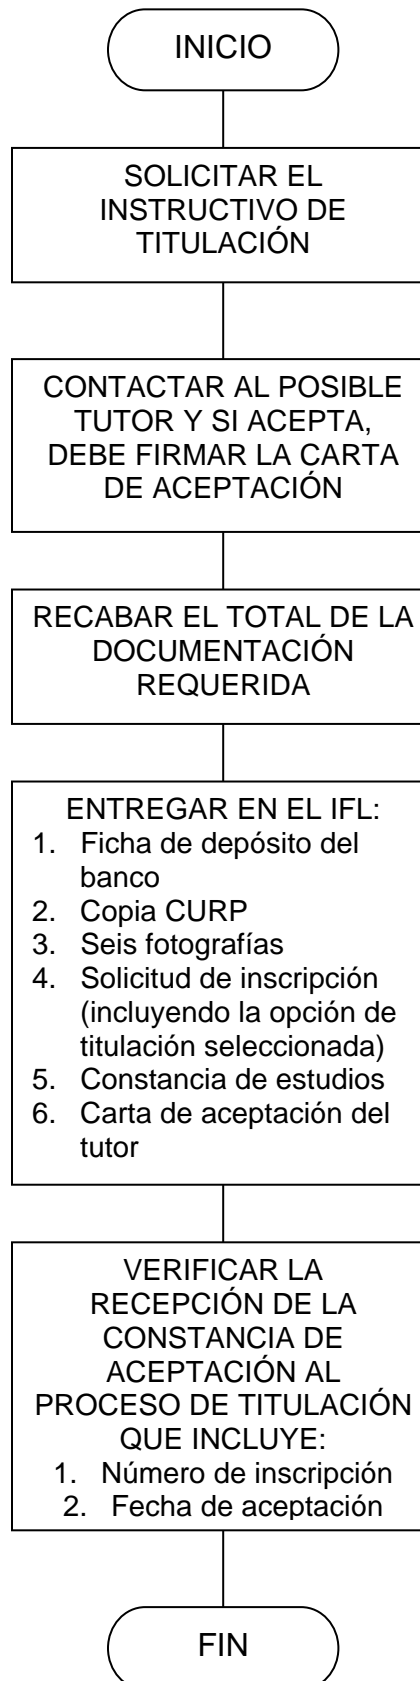 INICIO
SOLICITAR EL
INSTRUCTIVO DE
TITULACIÓN
CONTACTAR AL POSIBLE
TUTOR Y SI ACEPTA,
DEBE FIRMAR LA CARTA
DE ACEPTACIÓN
RECABAR EL TOTAL DE LA
DOCUMENTACIÓN
REQUERIDA
ENTREGAR EN EL IFL:
1. Ficha de depósito del
banco
2. Copia CURP
3. Seis fotografías
4. Solicitud de inscripción
(incluyendo la opción de
titulación seleccionada)
5. Constancia de estudios
6. Carta de aceptación del
tutor
VERIFICAR LA
RECEPCIÓN DE LA
CONSTANCIA DE
ACEPTACIÓN AL
PROCESO DE TITULACIÓN
QUE INCLUYE:
1. Número de inscripción
2. Fecha de aceptación
FIN